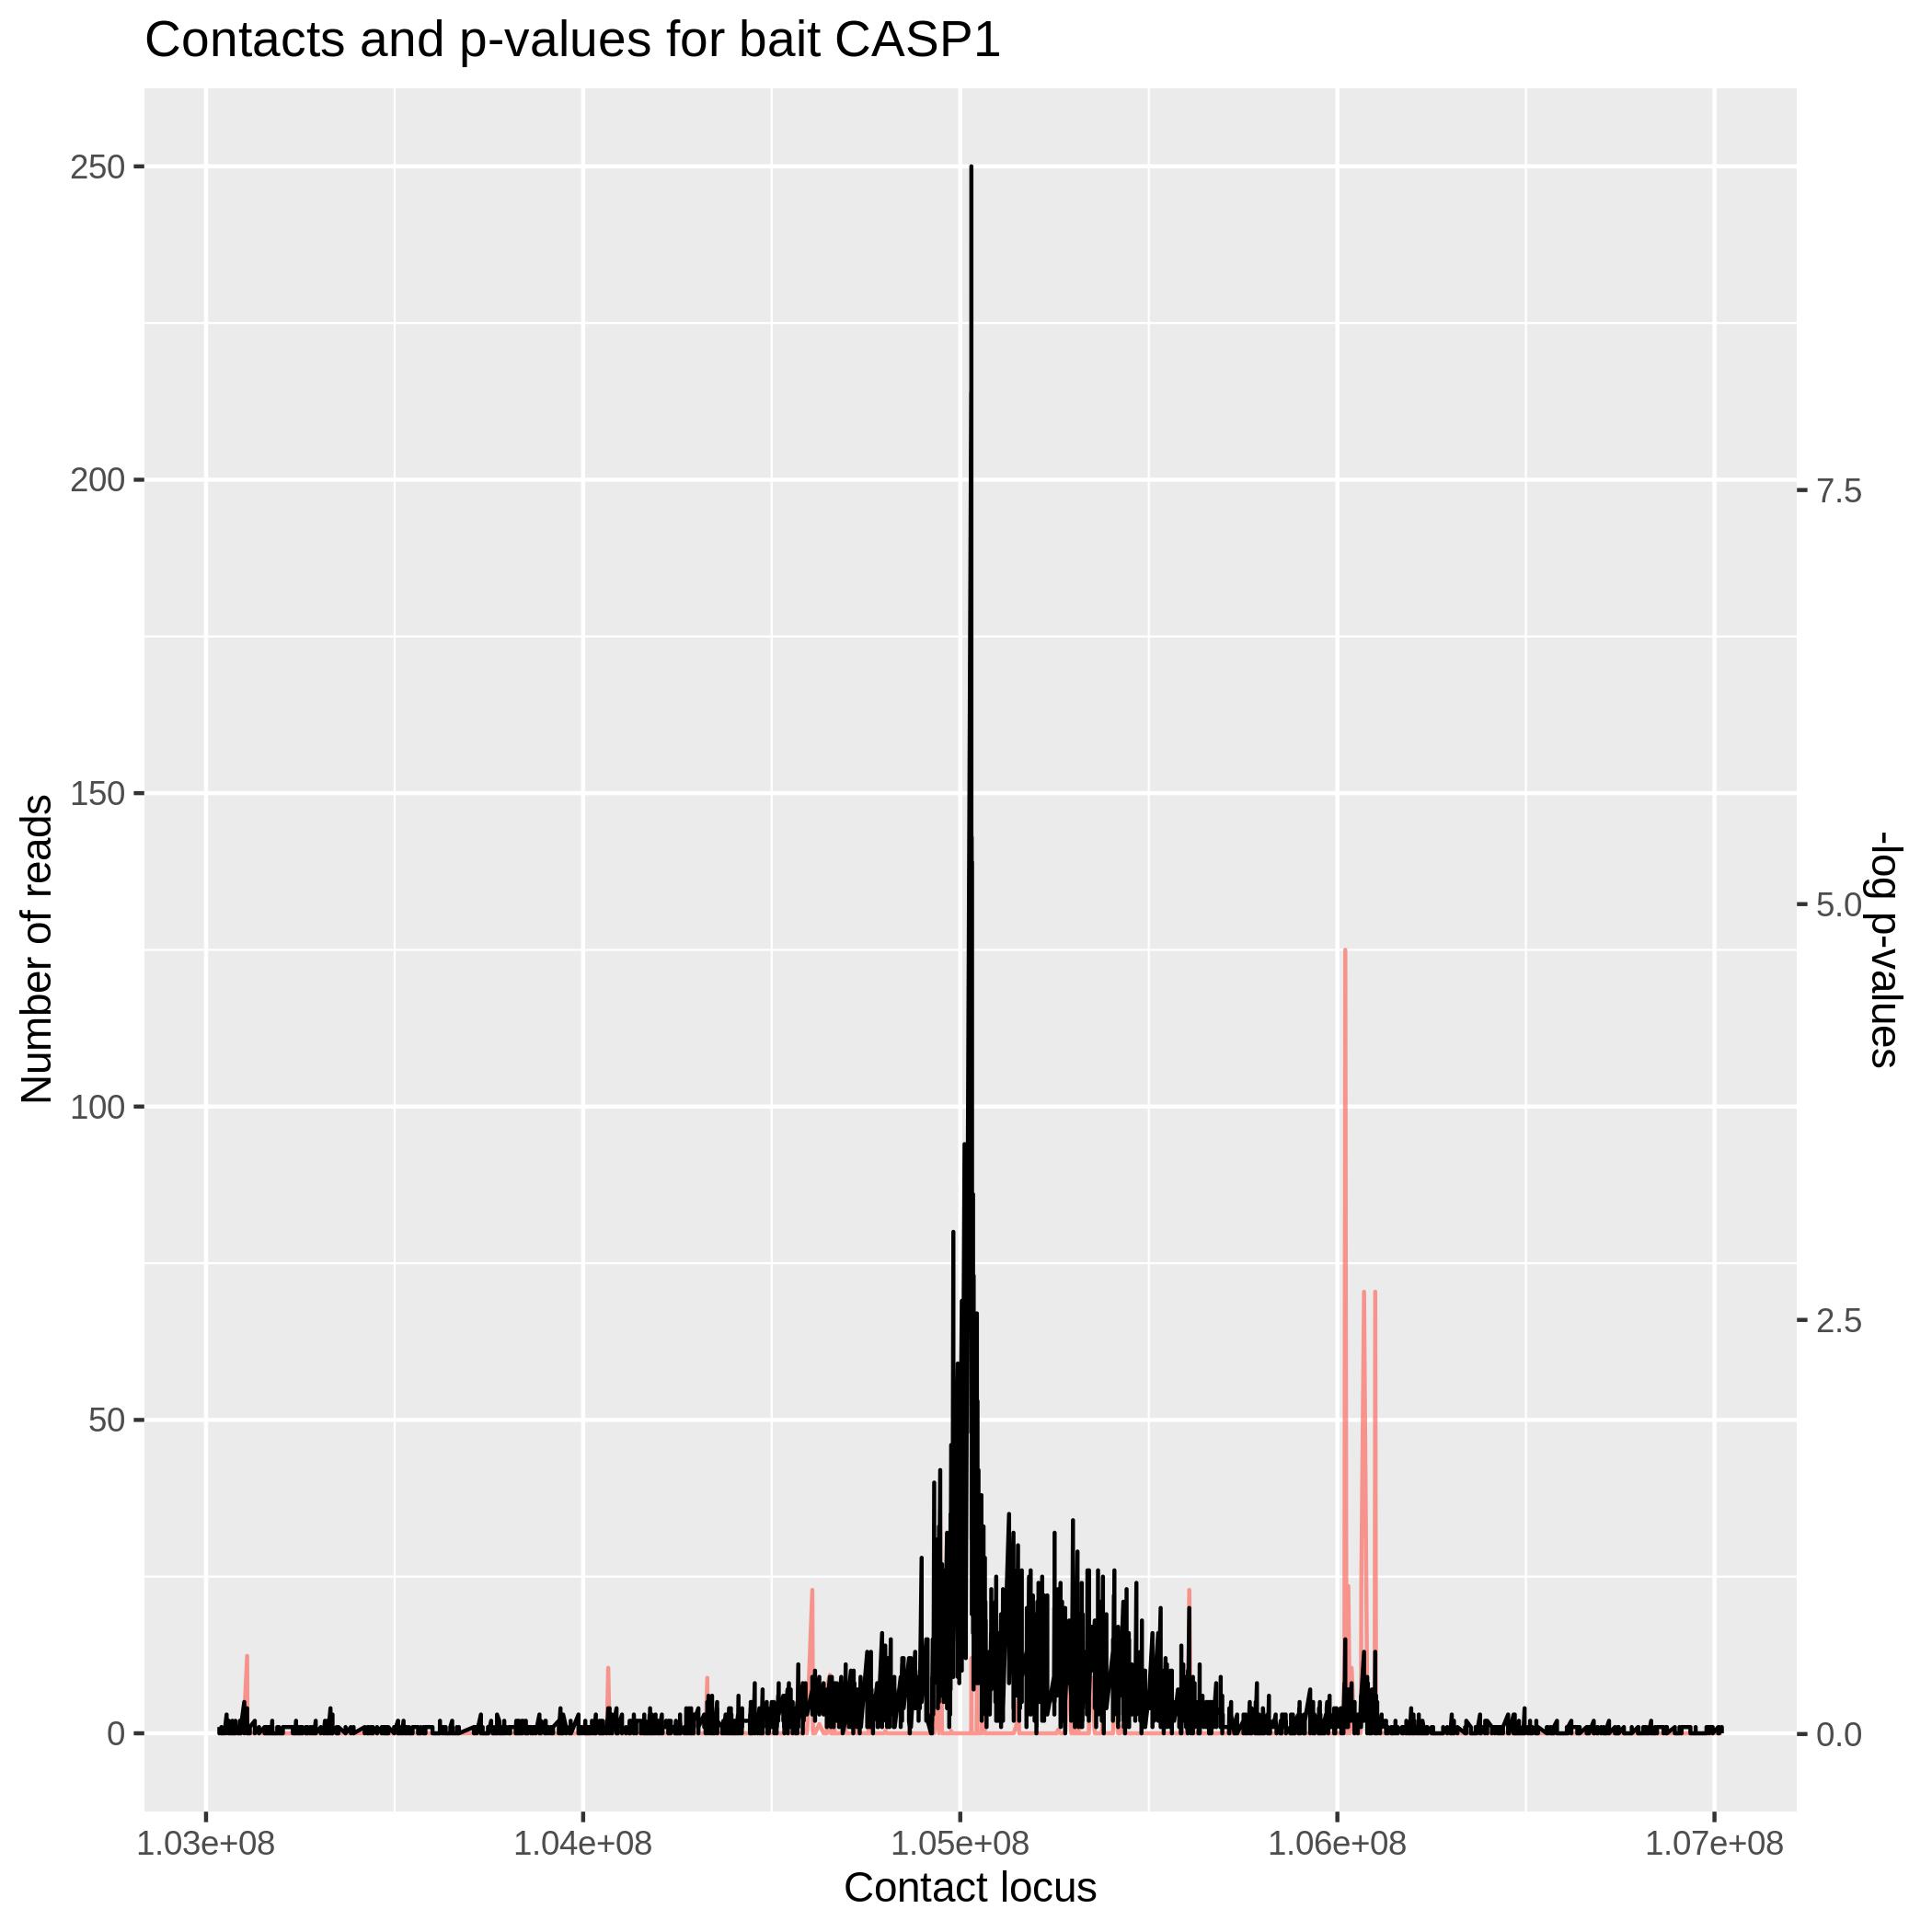 Contacts and p-values for bait CASP1
Number of reads
250
200
150
100
50
0
7.5
5.0
2.5
0.0
-log p-values
1.03e+08 1.04e+08 1.05e+08 1.06e+08 1.07e+08
Contact locus